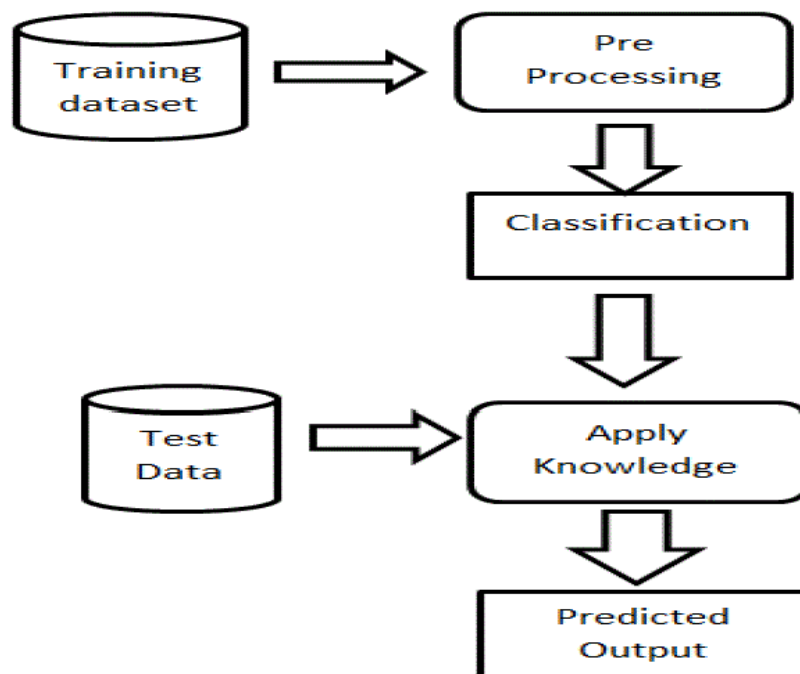 Training
dataset
Pre
Processing
Classification
Test
Data
Apply
Knowledge
Predicted
Output